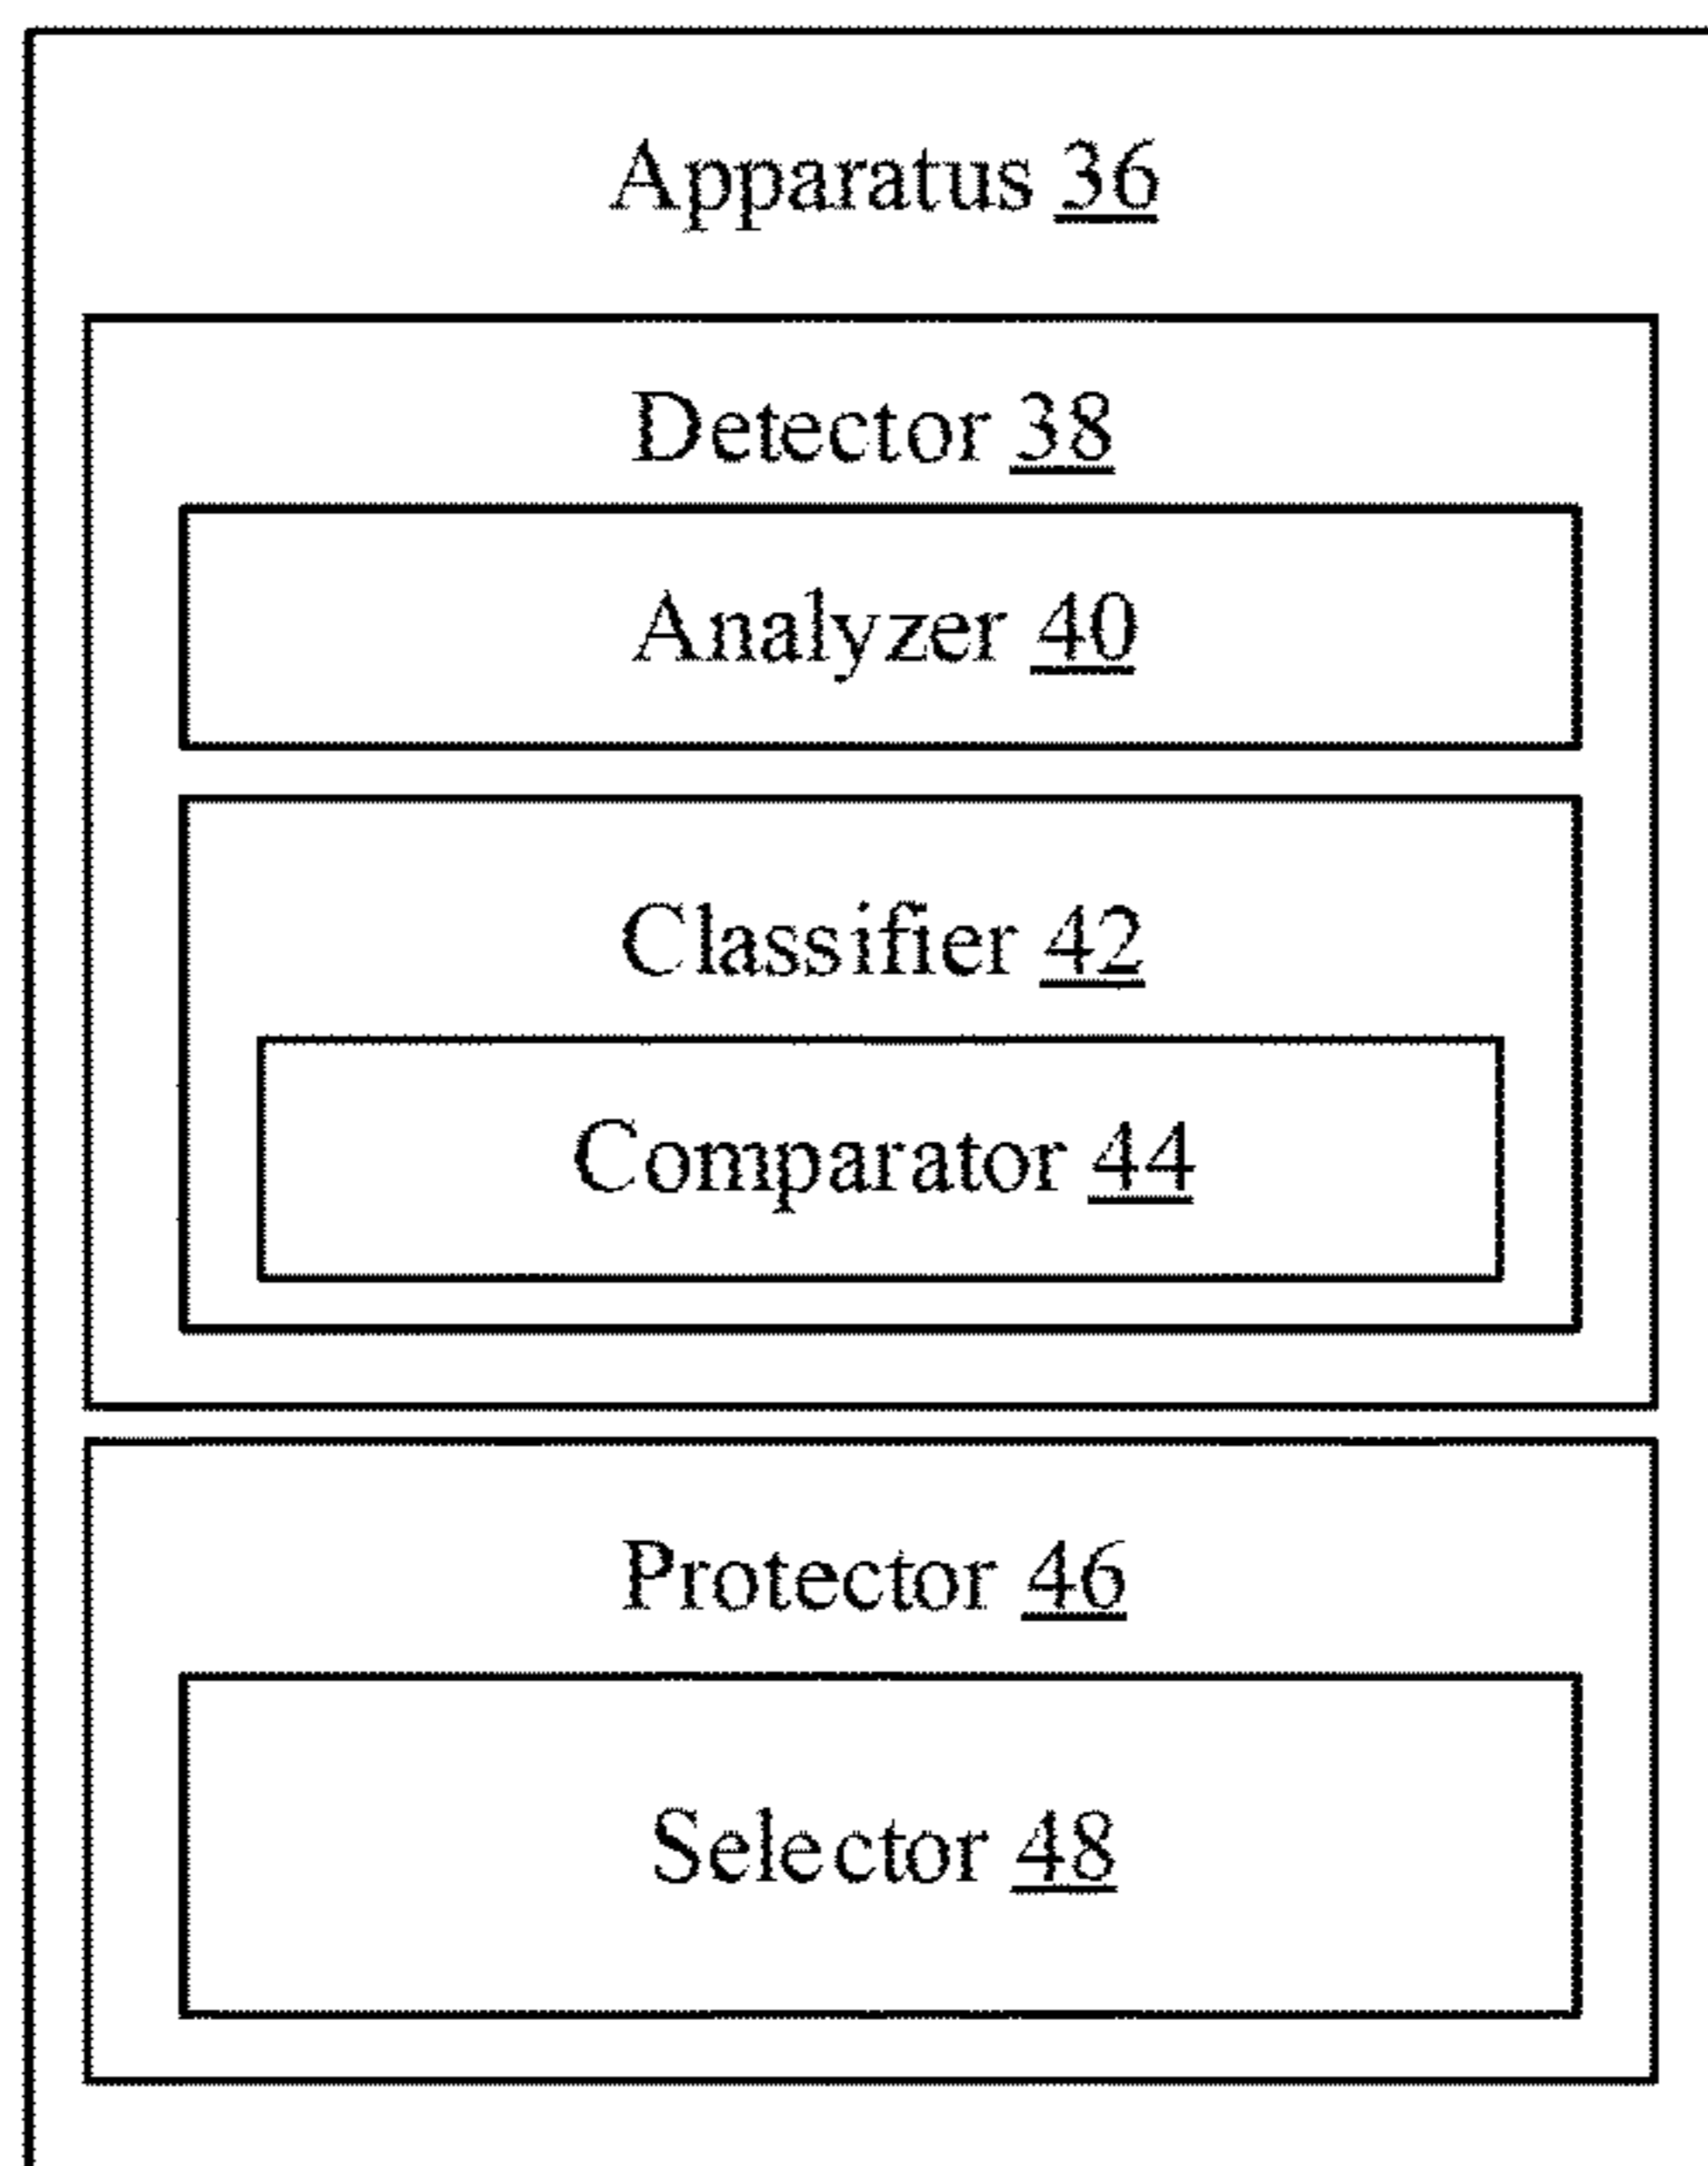 Apparatus 36
Detector 38
Analyzer 40
Classifier 42
Comparator 44
Protector 46
Selector 48